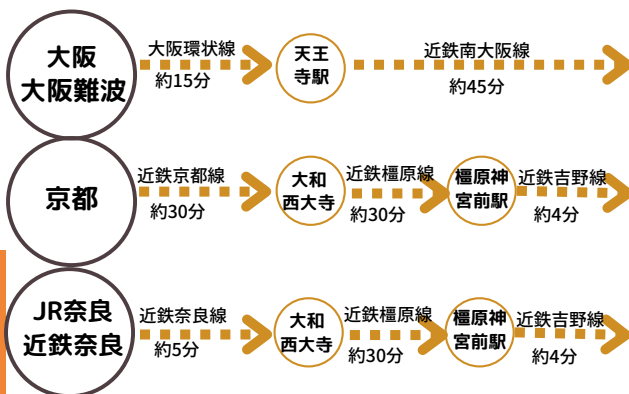 大阪
大阪難波
大阪環状線
約15分
天王
寺駅
近鉄南大阪線
約45分
京都
近鉄京都線
約30分
大和
西大寺
近鉄橿原線
約30分
橿原神
宮前駅
近鉄吉野線
約4分
JR奈良
近鉄奈良
近鉄奈良線
約5分
大和
西大寺
近鉄橿原線
約30分
橿原神
宮前駅
近鉄吉野線
約4分